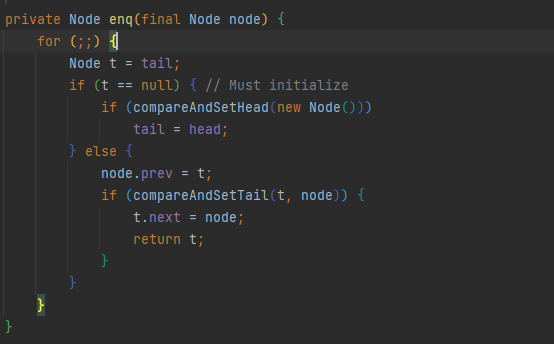 private Node enq(final Node node) {
    for (;;) {
        Node t = tail;
        if (t == null) { // Must initialize
            if (compareAndSetHead(new Node()))
                tail = head;
        } else {
            node.prev = t;
            if (compareAndSetTail(t, node)) {
                t.next = node;
                return t;
            }
        }
    }
}